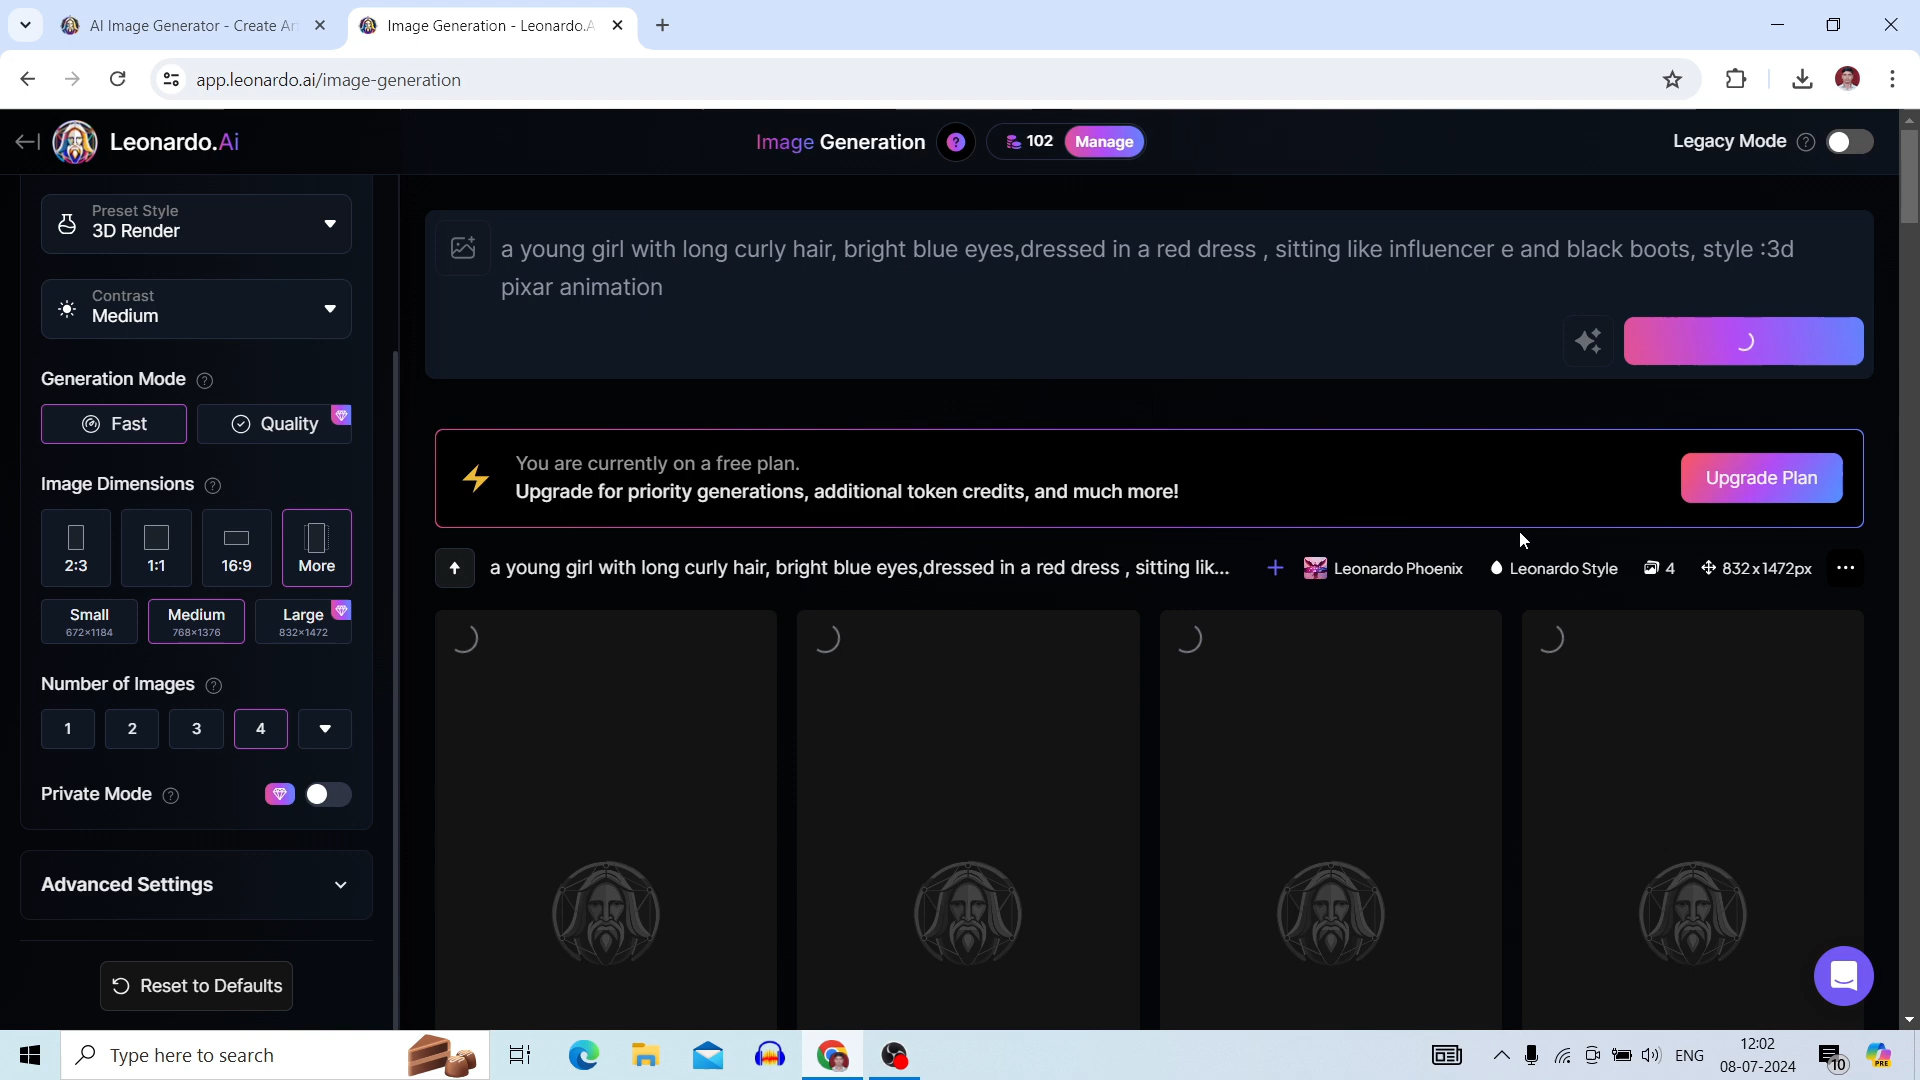 AI Image Generator - Create Ar
Image Generation - Leonardo.A
app.leonardo.ai/image-generation
Leonardo.Ai
Image Generation
?
102
Manage
Legacy Mode ?
Preset Style
3D Render
a young girl with long curly hair, bright blue eyes,dressed in a red dress , sitting like influencer e and black boots, style :3d
pixar animation
Contrast
Medium
Generation Mode ?
Fast
Quality
You are currently on a free plan.
Upgrade for priority generations, additional token credits, and much more!
Upgrade Plan
Image Dimensions ?
2:3
1:1
16:9
More
a young girl with long curly hair, bright blue eyes,dressed in a red dress , sitting lik...
Leonardo Phoenix
Leonardo Style
4
832 x 1472px
Small
672×1184
Medium
768×1376
Large
832×1472
Number of Images ?
1
2
3
4
Private Mode ?
Advanced Settings
Reset to Defaults
Type here to search
ENG
12:02
08-07-2024
10
PRE